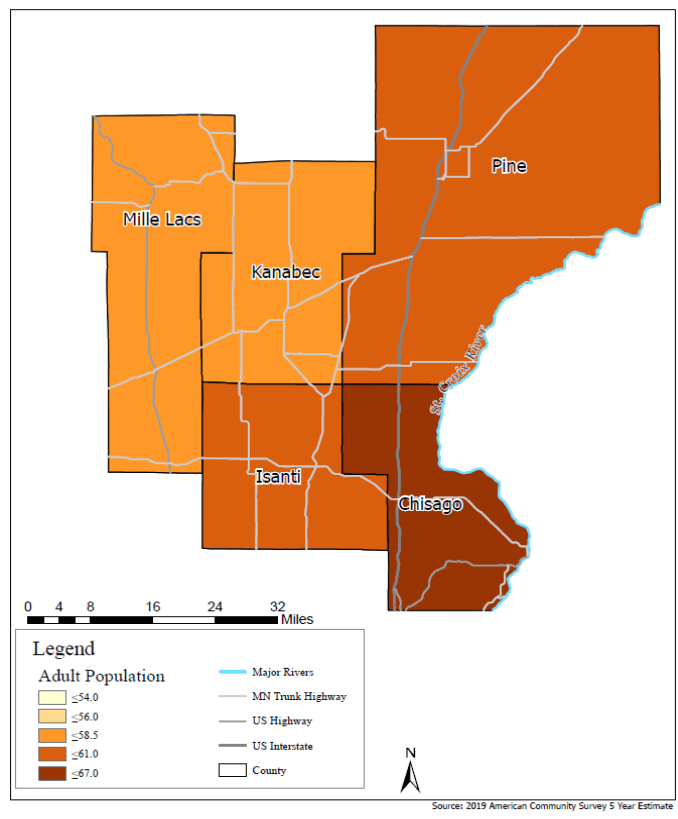 Pine
Mille Lacs
Kanabec
St. Croix River
Isanti
Chisago
0 4 8 16 24 32
Miles
Legend
Adult Population
≤54.0
≤56.0
≤58.5
≤61.0
≤67.0
Major Rivers
MN Trunk Highway
US Highway
US Interstate
County
N
Source: 2019 American Community Survey 5 Year Estimate